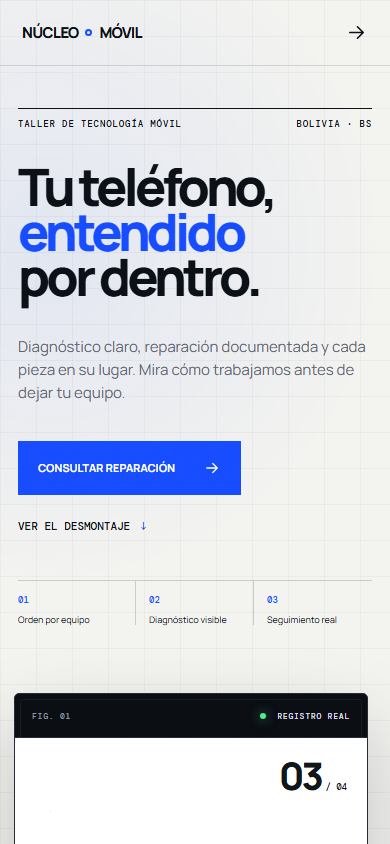 NÚCLEO MÓVIL →
TALLER DE TECNOLOGÍA MÓVIL
BOLIVIA · BS
Tu teléfono,
entendido
por dentro.
Diagnóstico claro, reparación documentada y cada
pieza en su lugar. Mira cómo trabajamos antes de
dejar tu equipo.
CONSULTAR REPARACIÓN →
VER EL DESMONTAJE ↓
01
Orden por equipo
02
Diagnóstico visible
03
Seguimiento real
FIG. 01
REGISTRO REAL
03 / 04